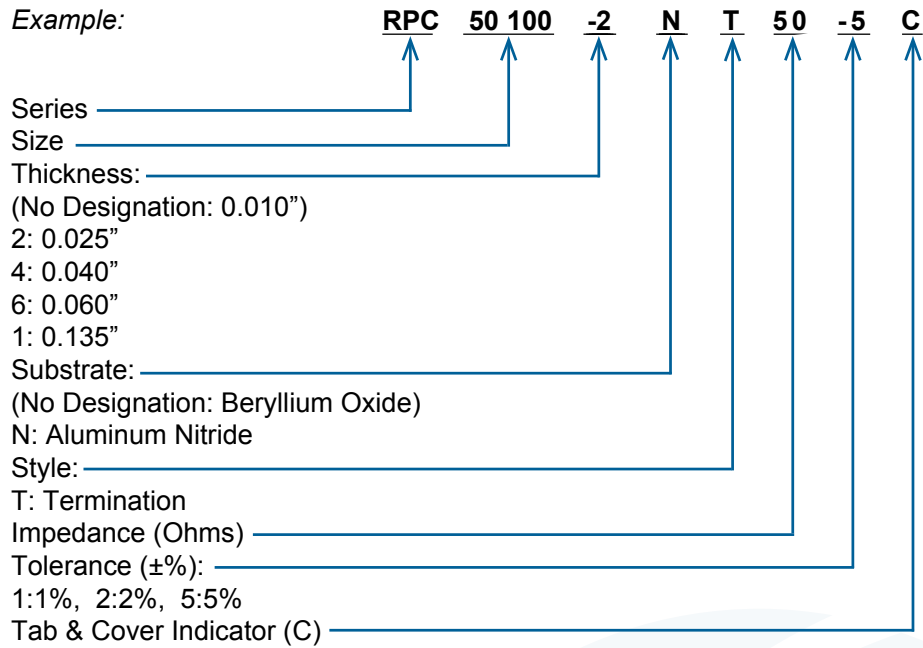 Example: RPC 50 100 -2 N T 50 -5 C
Series
Size
Thickness:
(No Designation: 0.010”)
2: 0.025”
4: 0.040”
6: 0.060”
1: 0.135”
Substrate:
(No Designation: Beryllium Oxide)
N: Aluminum Nitride
Style:
T: Termination
Impedance (Ohms)
Tolerance (±%):
1:1%, 2:2%, 5:5%
Tab & Cover Indicator (C)